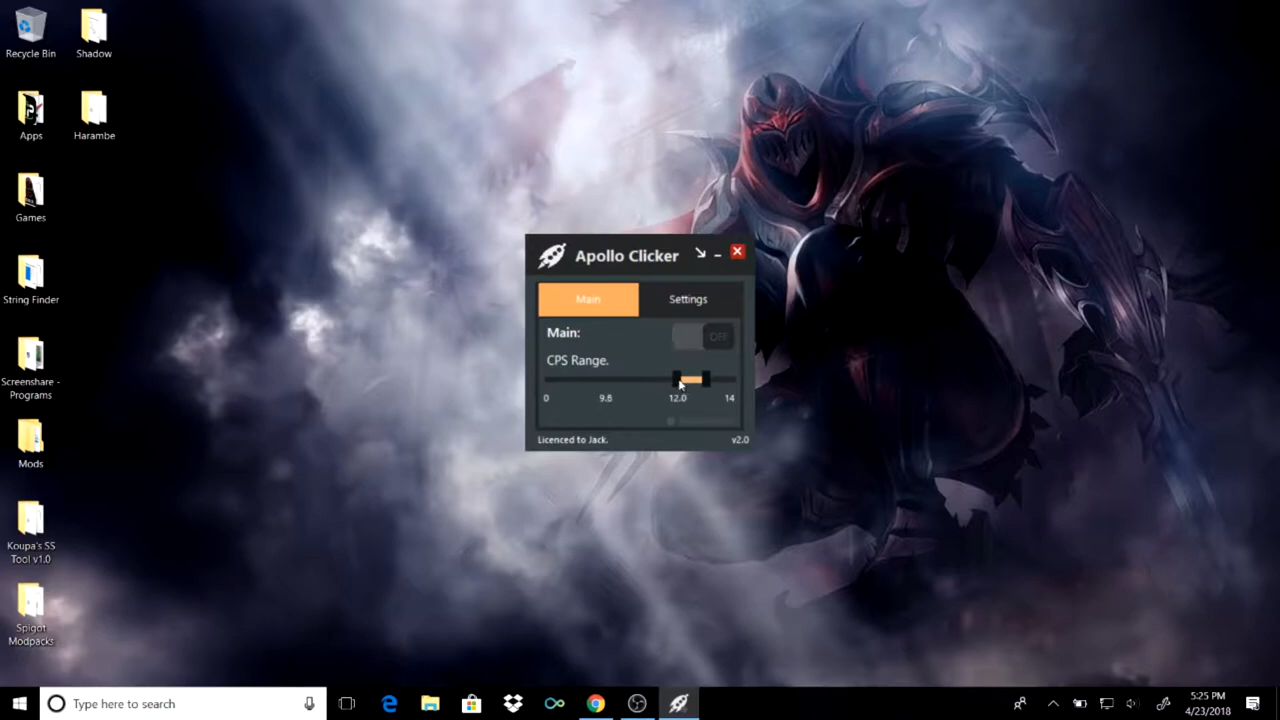 Recycle Bin
Shadow
Apps
Harambe
Games
String Finder
Screenshare -
Programs
Mods
Koupa's SS
Tool v1.0
Spigot
Modpacks
Apollo Clicker
Main
Settings
Main:
OFF
CPS Range.
0 9.8 12.0 14
Licenced to Jack.
v2.0
Type here to search
5:25 PM
4/23/2018